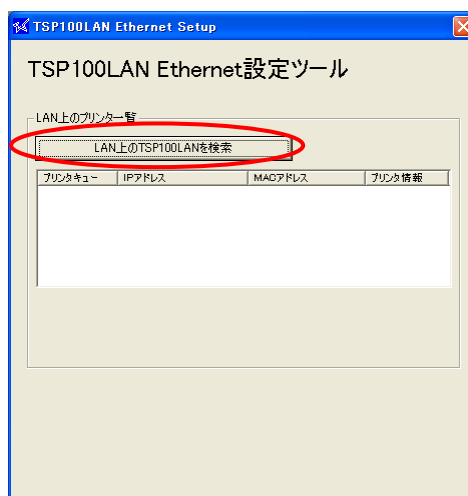 TSP100LAN Ethernet Setup
TSP100LAN Ethernet設定ツール
LAN上のプリンター覧
LAN上のTSP100LANを検索
プリンタキュー IPアドレス MACアドレス プリンタ情報